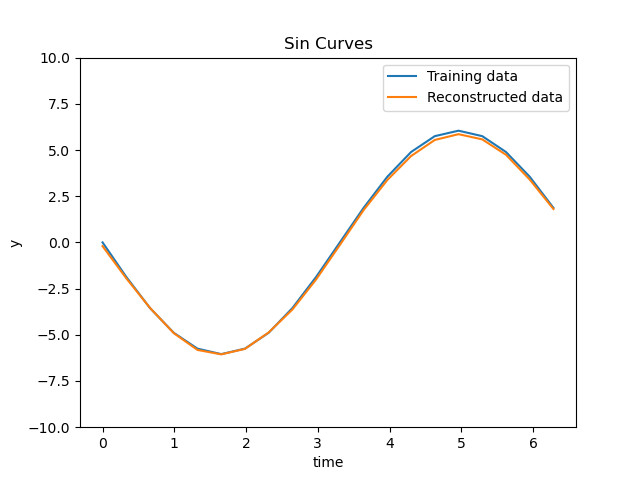 Sin Curves
Training data
Reconstructed data
10.0
7.5
5.0
2.5
0.0
−2.5
−5.0
−7.5
−10.0
y
0 1 2 3 4 5 6
time